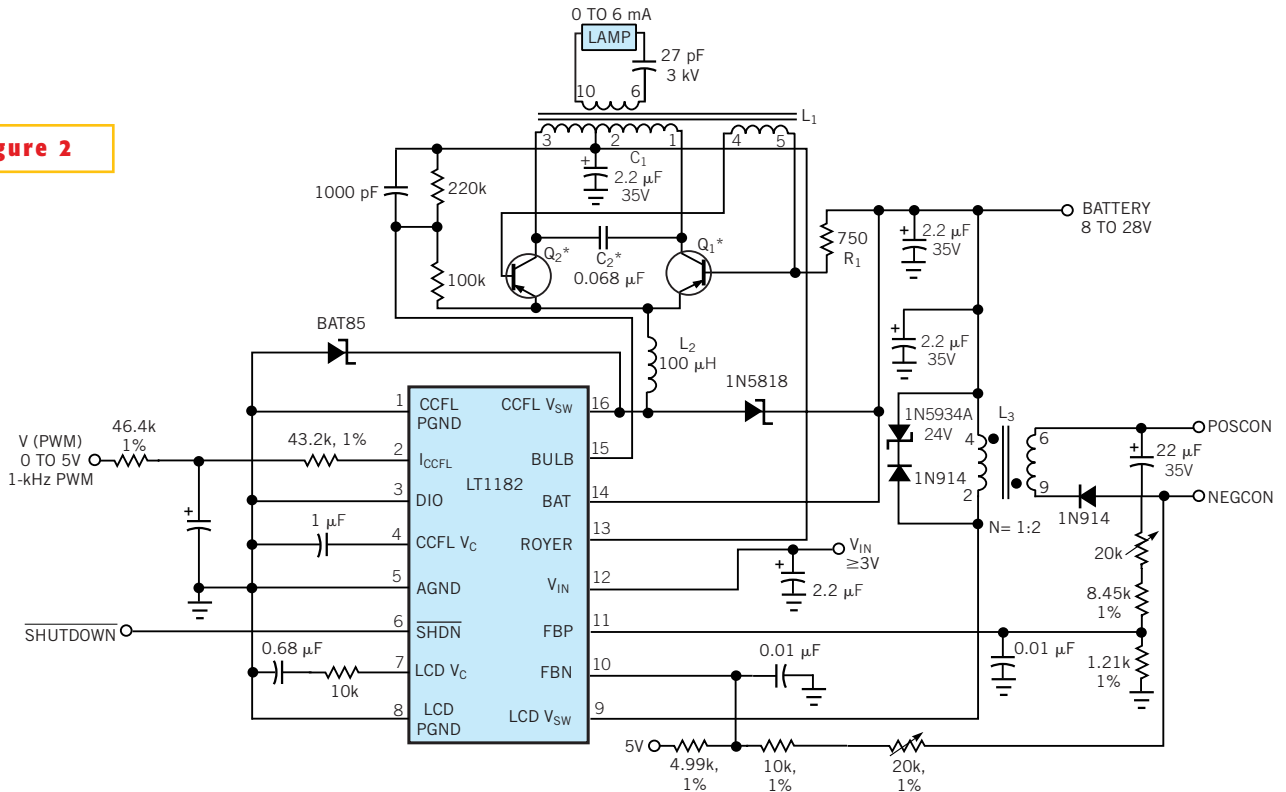 0 TO 6 mA
LAMP
27 pF
3 kV
10
6
L1
gure 2
3
2
1
4
5
+
C1
2.2 µF
35V
1000 pF
220k
BATTERY
8 TO 28V
750
R1
+
2.2 µF
35V
Q2*
C2*
0.068 µF
Q1*
100k
BAT85
L2
100 µH
+
2.2 µF
35V
1N5818
1N5934A
24V
L3
4
6
POSCON
+
22 µF
35V
1N914
2
9
NEGCON
N= 1:2
1N914
46.4k
1%
V (PWM)
0 TO 5V
1-kHz PWM
43.2k, 1%
+
1 µF
1
CCFL
PGND
CCFL VSW
16
2
ICCFL
BULB
15
LT1182
3
DIO
BAT
14
4
CCFL VC
ROYER
13
5
AGND
VIN
12
6
SHDN
FBP
11
7
LCD VC
FBN
10
8
LCD
PGND
LCD VSW
9
VIN
≥3V
+
2.2 µF
20k
8.45k
1%
SHUTDOWN
0.68 µF
10k
0.01 µF
0.01 µF
1.21k
1%
5V
4.99k,
1%
10k,
1%
20k,
1%